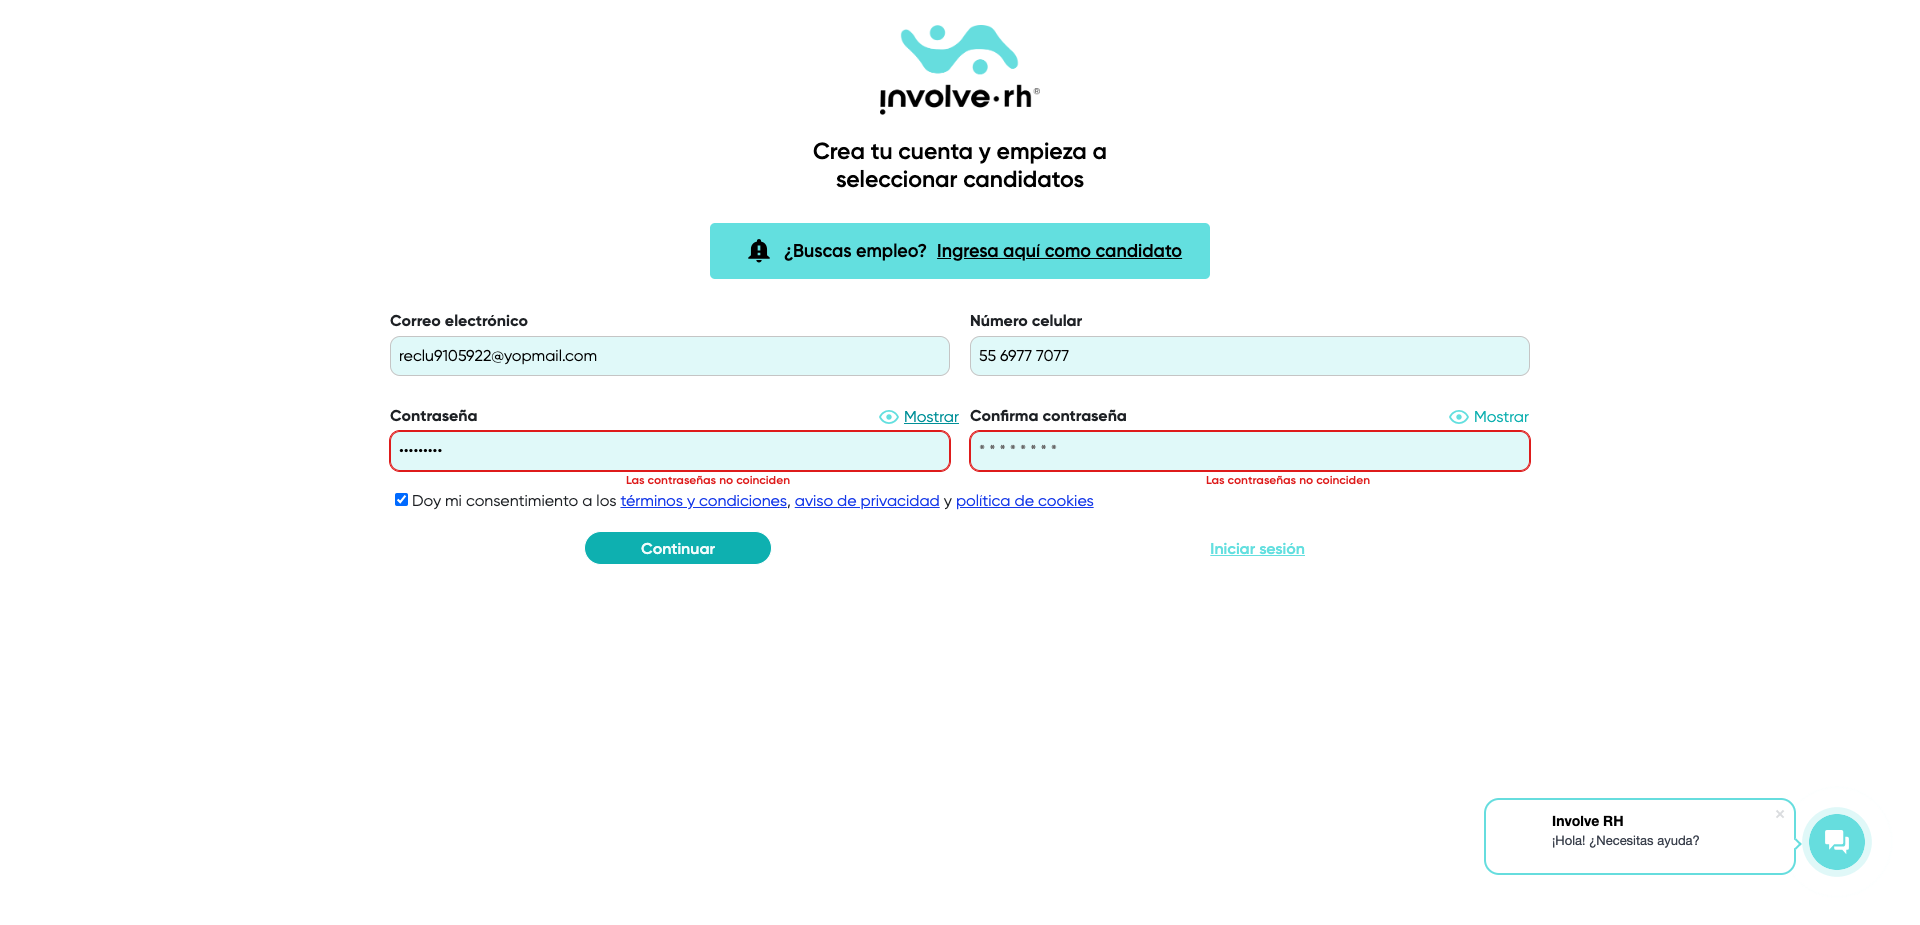 involve·rh®
Crea tu cuenta y empieza a
seleccionar candidatos
¿Buscas empleo? Ingresa aquí como candidato
Correo electrónico
reclu9105922@yopmail.com
Número celular
55 6977 7077
Contraseña
Mostrar
•••••••••
Las contraseñas no coinciden
Confirma contraseña
Mostrar
* * * * * * * *
Las contraseñas no coinciden
Doy mi consentimiento a los términos y condiciones, aviso de privacidad y política de cookies
Continuar
Iniciar sesión
Involve RH
¡Hola! ¿Necesitas ayuda?